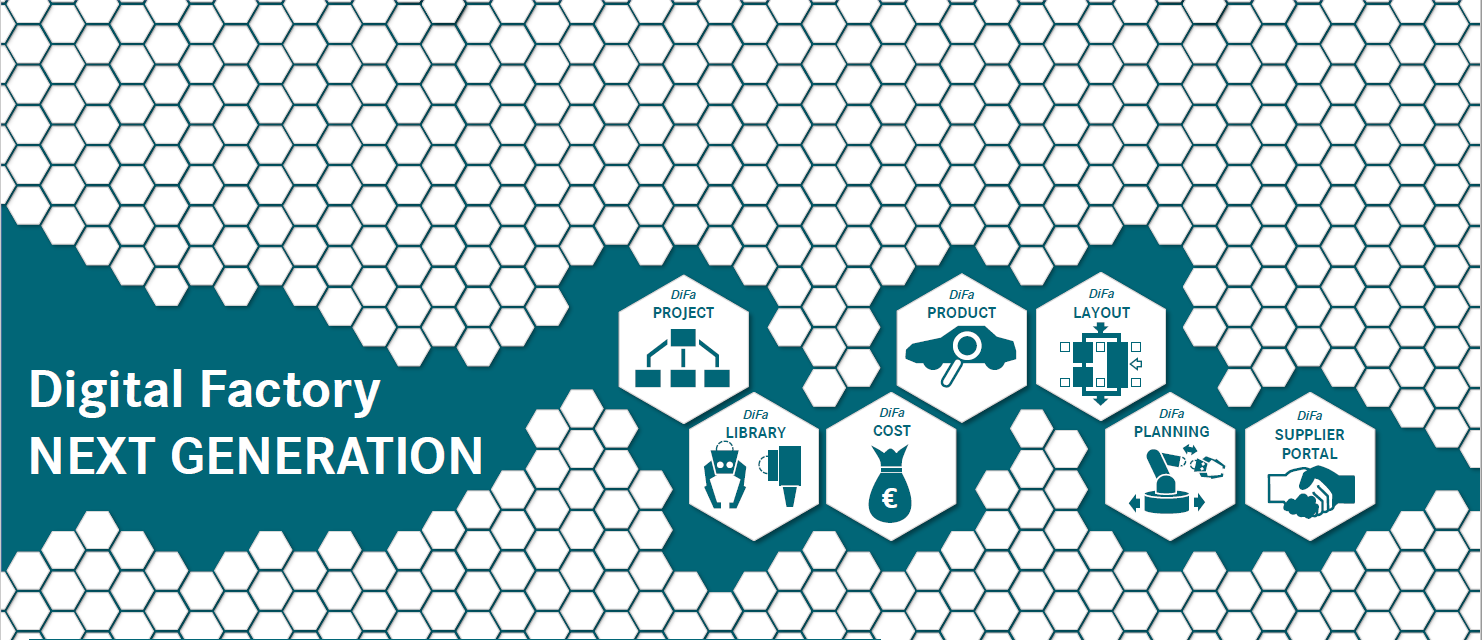 Digital Factory
NEXT GENERATION
DiFa
PROJECT
DiFa
LIBRARY
DiFa
COST
€
DiFa
PRODUCT
DiFa
LAYOUT
DiFa
PLANNING
DiFa
SUPPLIER
PORTAL